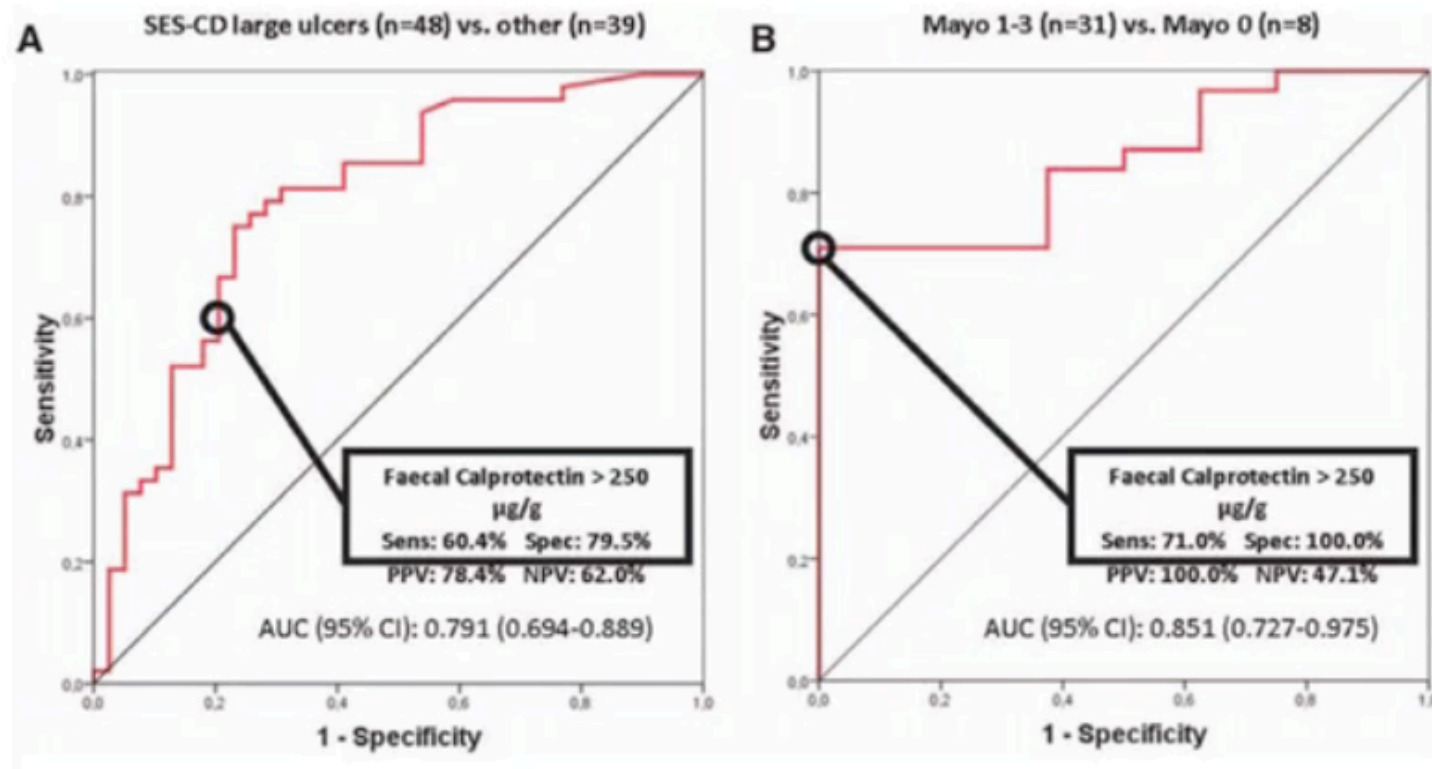 A
SES-CD large ulcers (n=48) vs. other (n=39)
1,0
0,8
0,6
0,4
0,2
0,0
Sensitivity
0,0 0,2 0,4 0,6 0,8 1,0
1 - Specificity
Faecal Calprotectin > 250
µg/g
Sens: 60.4% Spec: 79.5%
PPV: 78.4% NPV: 62.0%
AUC (95% CI): 0.791 (0.694-0.889)
B
Mayo 1-3 (n=31) vs. Mayo 0 (n=8)
1,0
0,8
0,6
0,4
0,2
0,0
Sensitivity
0,0 0,2 0,4 0,6 0,8 1,0
1 - Specificity
Faecal Calprotectin > 250
µg/g
Sens: 71.0% Spec: 100.0%
PPV: 100.0% NPV: 47.1%
AUC (95% CI): 0.851 (0.727-0.975)